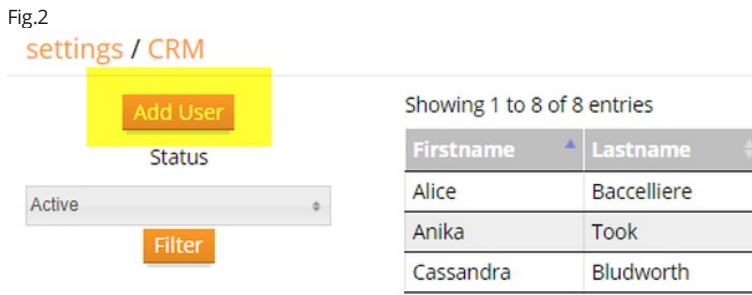 Fig.2
settings / CRM
Add User
Status
Active
Filter
Showing 1 to 8 of 8 entries
Firstname Lastname
Alice Baccelliere
Anika Took
Cassandra Bludworth